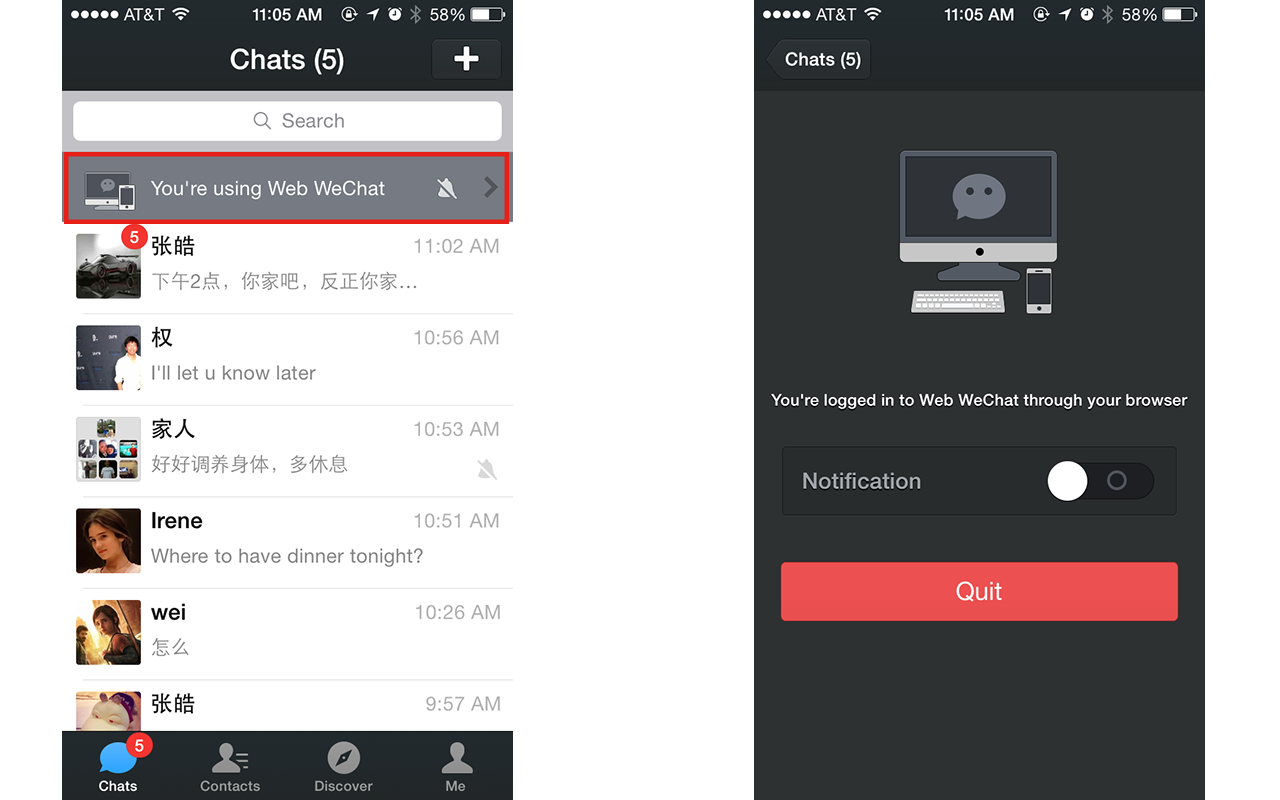 AT&T 11:05 AM 58%
Chats (5)
Search
You're using Web WeChat
5
张皓 11:02 AM
下午2点，你家吧，反正你家…
权 10:56 AM
I'll let u know later
家人 10:53 AM
好好调养身体，多休息
Irene 10:51 AM
Where to have dinner tonight?
wei 10:26 AM
怎么
张皓 9:57 AM
5
Chats Contacts Discover Me
AT&T 11:05 AM 58%
Chats (5)
You're logged in to Web WeChat through your browser
Notification
Quit